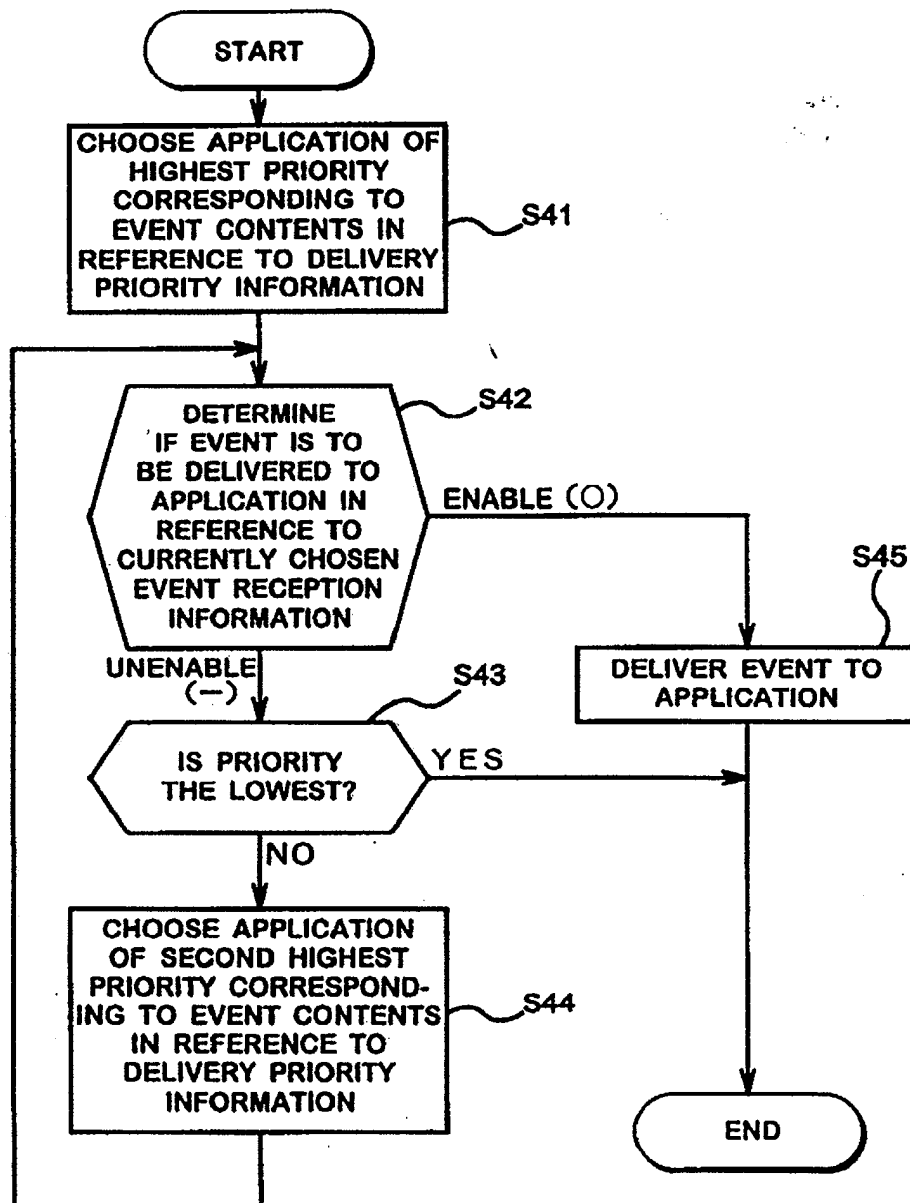 START
CHOOSE APPLICATION OF
HIGHEST PRIORITY
CORRESPONDING TO
EVENT CONTENTS IN
REFERENCE TO DELIVERY
PRIORITY INFORMATION
S41
DETERMINE
IF EVENT IS TO
BE DELIVERED TO
APPLICATION IN
REFERENCE TO
CURRENTLY CHOSEN
EVENT RECEPTION
INFORMATION
S42
ENABLE (O)
S45
DELIVER EVENT TO
APPLICATION
UNENABLE
(—)
S43
IS PRIORITY
THE LOWEST?
YES
NO
CHOOSE APPLICATION
OF SECOND HIGHEST
PRIORITY CORRESPOND-
ING TO EVENT CONTENTS
IN REFERENCE TO
DELIVERY PRIORITY
INFORMATION
S44
END